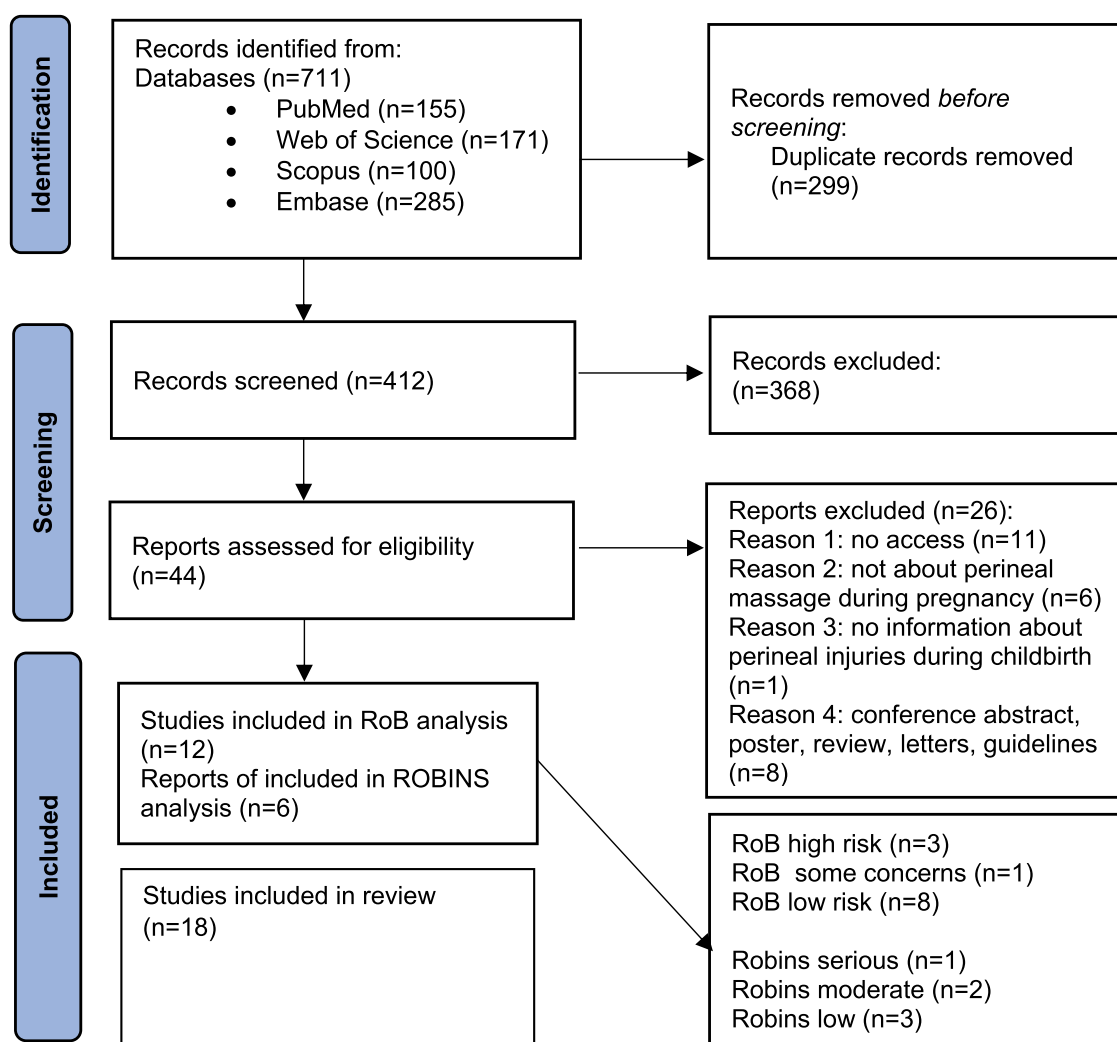 Identification
Records identified from:
Databases (n=711)
• PubMed (n=155)
• Web of Science (n=171)
• Scopus (n=100)
• Embase (n=285)
Records removed before
screening:
Duplicate records removed
(n=299)
Screening
Records screened (n=412)
Records excluded:
(n=368)
Reports assessed for eligibility
(n=44)
Reports excluded (n=26):
Reason 1: no access (n=11)
Reason 2: not about perineal
massage during pregnancy (n=6)
Reason 3: no information about
perineal injuries during childbirth
(n=1)
Reason 4: conference abstract,
poster, review, letters, guidelines
(n=8)
Included
Studies included in RoB analysis
(n=12)
Reports of included in ROBINS
analysis (n=6)
RoB high risk (n=3)
RoB  some concerns (n=1)
RoB low risk (n=8)
Robins serious (n=1)
Robins moderate (n=2)
Robins low (n=3)
Studies included in review
(n=18)